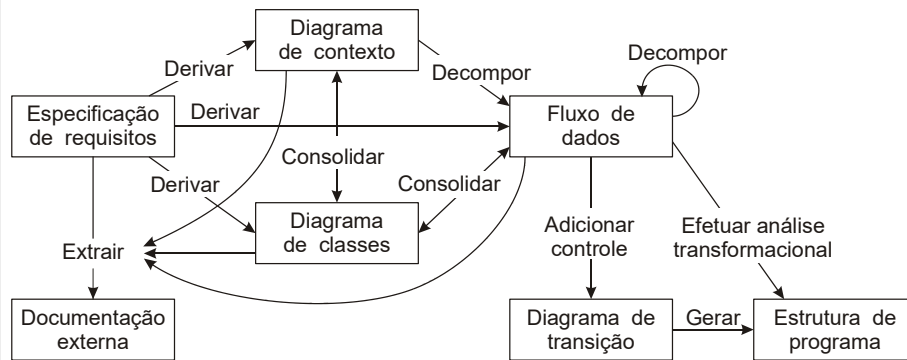 Diagrama
de contexto
Decompor
Derivar
Decompor
Especificação
de requisitos
Derivar
Fluxo de
dados
Consolidar
Derivar
Consolidar
Diagrama
de classes
Adicionar
controle
Efetuar análise
transformacional
Extrair
Documentação
externa
Diagrama de
transição
Gerar
Estrutura de
programa